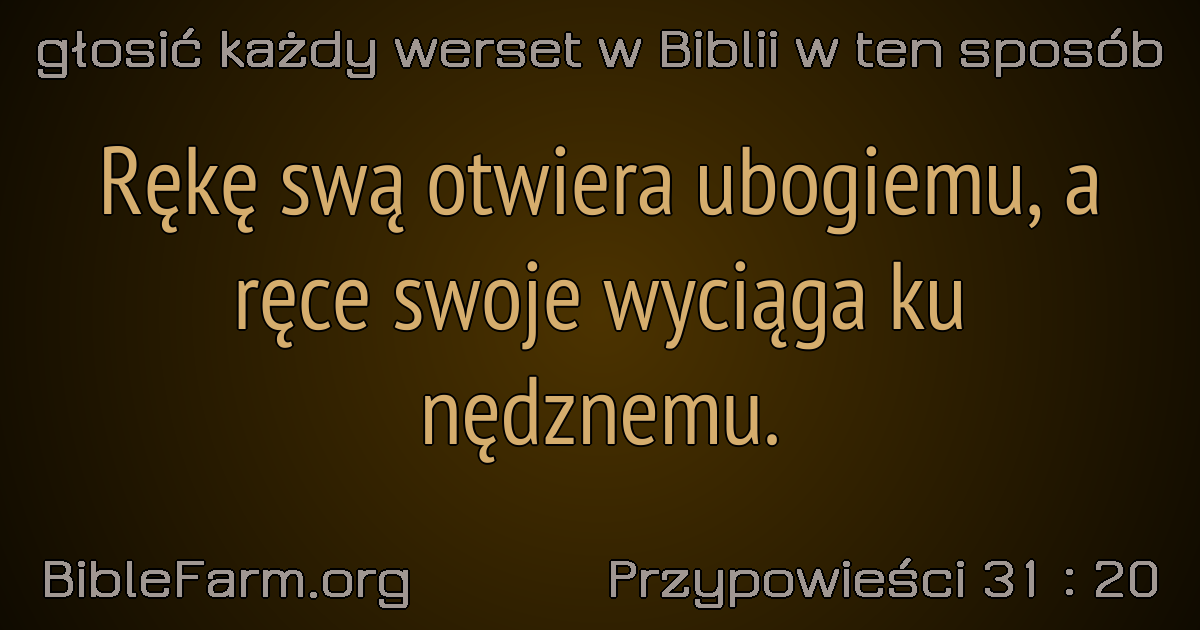 głosić każdy werset w Biblii w ten sposób
Rękę swą otwiera ubogiemu, a
ręce swoje wyciąga ku
nędznemu.
BibleFarm.org
Przypowieści 31 : 20